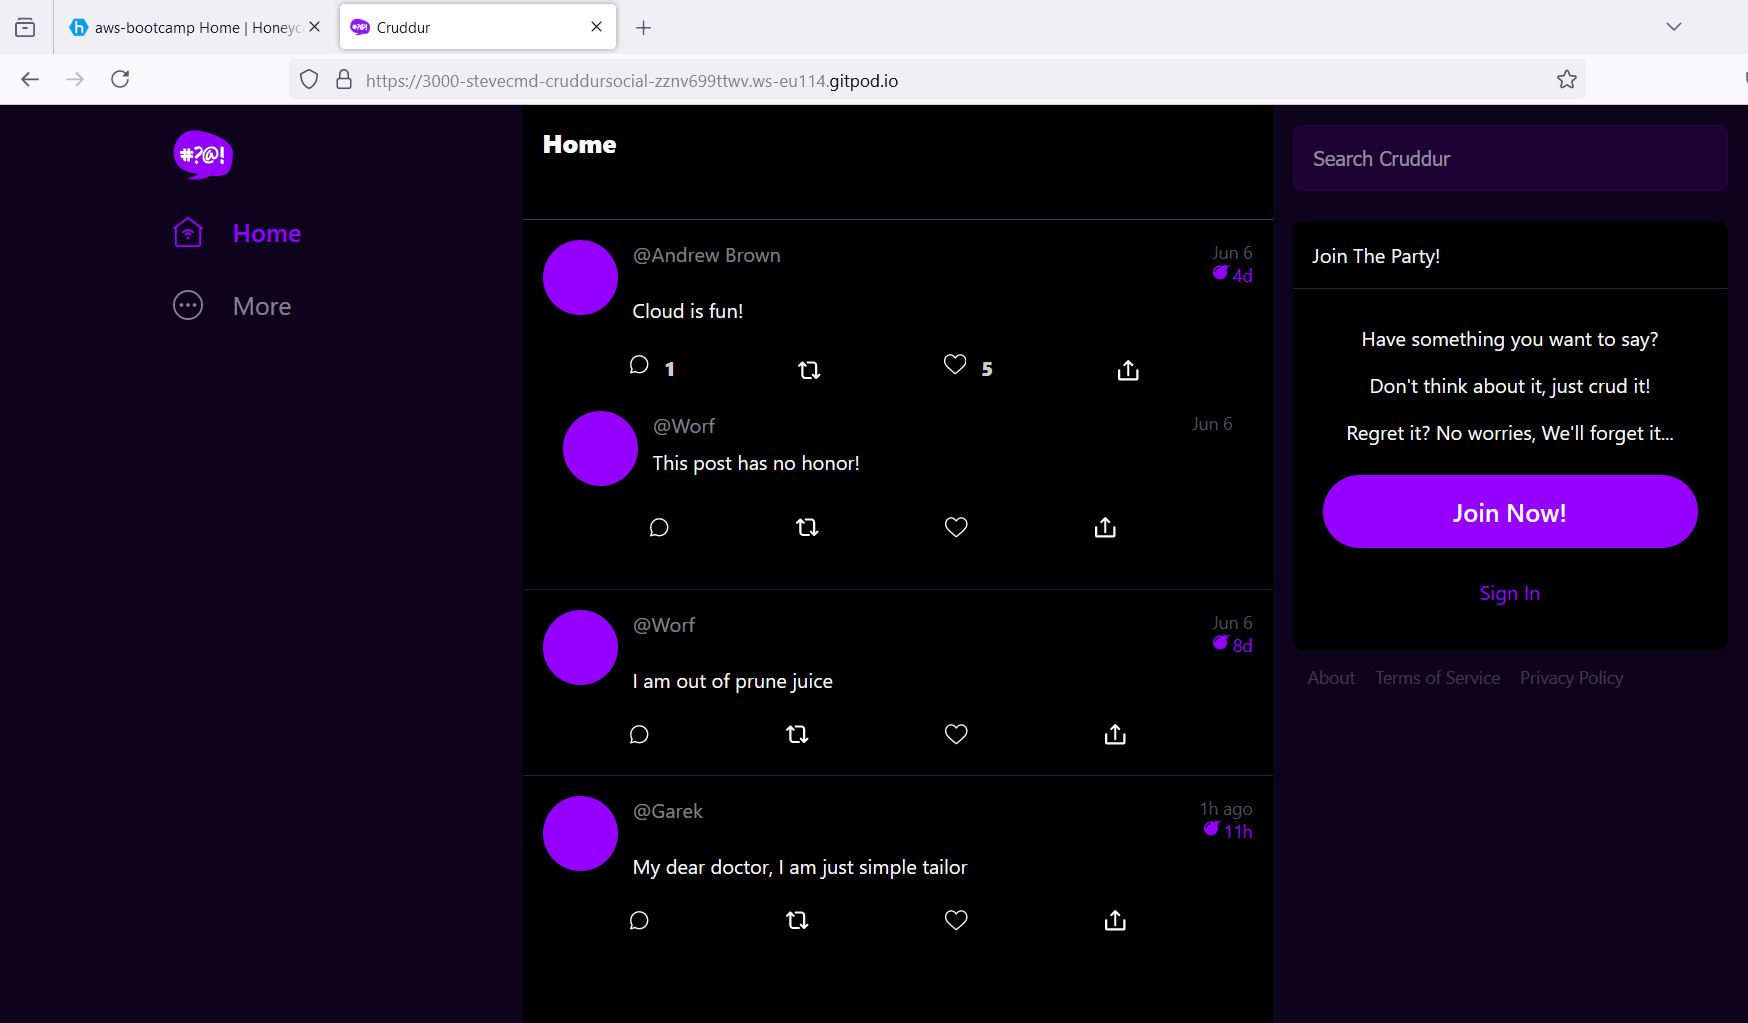 aws-bootcamp Home | Honeyc
Cruddur
https://3000-stevecmd-cruddursocial-zznv699ttwv.ws-eu114.gitpod.io
#?@!
Home
More
Home
@Andrew Brown
Jun 6
4d
Cloud is fun!
1
5
@Worf
Jun 6
This post has no honor!
@Worf
Jun 6
8d
I am out of prune juice
@Garek
1h ago
11h
My dear doctor, I am just simple tailor
Search Cruddur
Join The Party!
Have something you want to say?
Don't think about it, just crud it!
Regret it? No worries, We'll forget it...
Join Now!
Sign In
About Terms of Service Privacy Policy